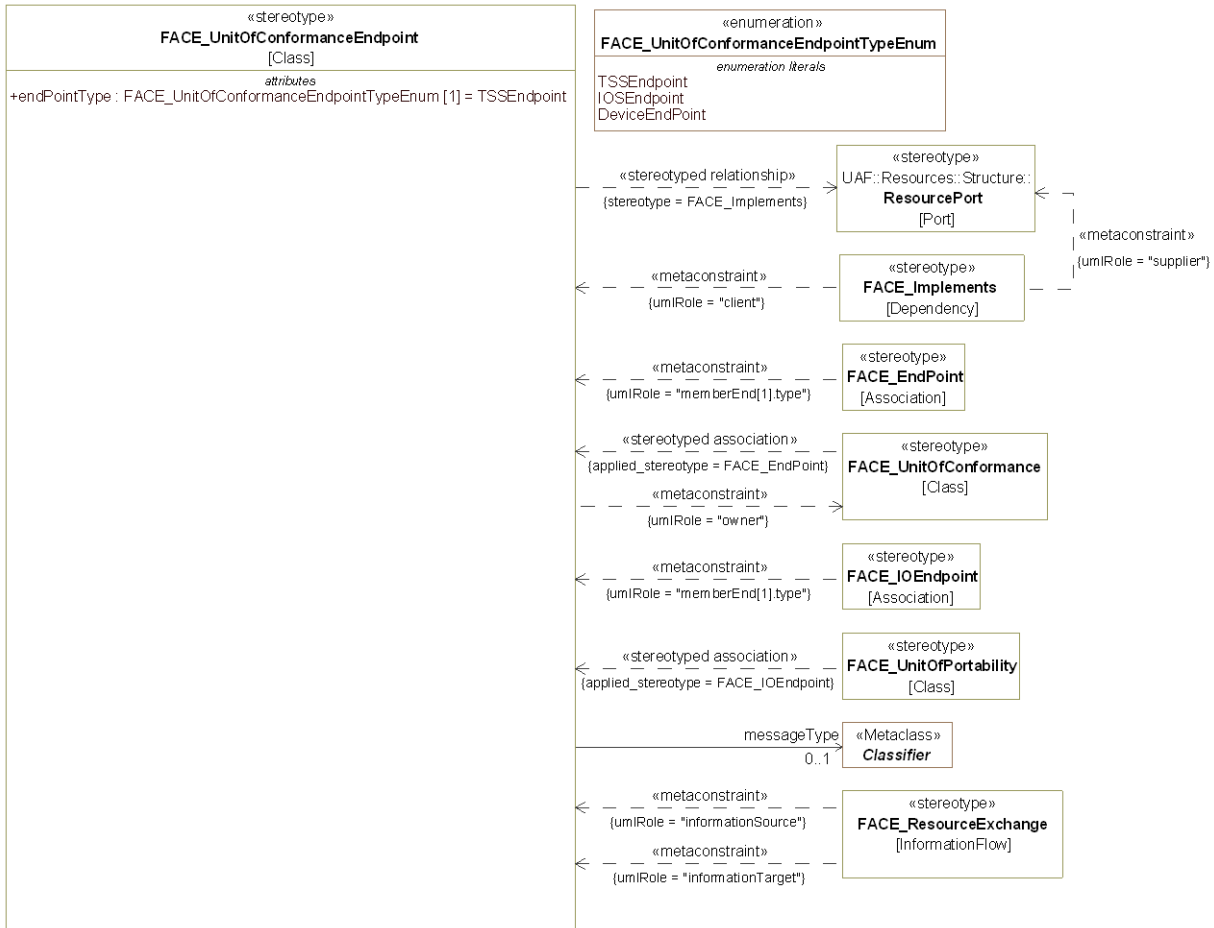 «stereotype»
FACE_UnitOfConformanceEndpoint
[Class]
attributes
+endPointType : FACE_UnitOfConformanceEndpointTypeEnum [1] = TSSEndpoint
«enumeration»
FACE_UnitOfConformanceEndpointTypeEnum
enumeration literals
TSSEndpoint
IOSEndpoint
DeviceEndPoint
«stereotyped relationship»
{stereotype = FACE_Implements}
«stereotype»
UAF::Resources::Structure::
ResourcePort
[Port]
«metaconstraint»
{umlRole = "supplier"}
«metaconstraint»
{umlRole = "client"}
«stereotype»
FACE_Implements
[Dependency]
«metaconstraint»
{umlRole = "memberEnd[1].type"}
«stereotype»
FACE_EndPoint
[Association]
«stereotyped association»
{applied_stereotype = FACE_EndPoint}
«metaconstraint»
{umlRole = "owner"}
«stereotype»
FACE_UnitOfConformance
[Class]
«metaconstraint»
{umlRole = "memberEnd[1].type"}
«stereotype»
FACE_IOEndpoint
[Association]
«stereotyped association»
{applied_stereotype = FACE_IOEndpoint}
«stereotype»
FACE_UnitOfPortability
[Class]
messageType
0..1
«Metaclass»
Classifier
«metaconstraint»
{umlRole = "informationSource"}
«metaconstraint»
{umlRole = "informationTarget"}
«stereotype»
FACE_ResourceExchange
[InformationFlow]